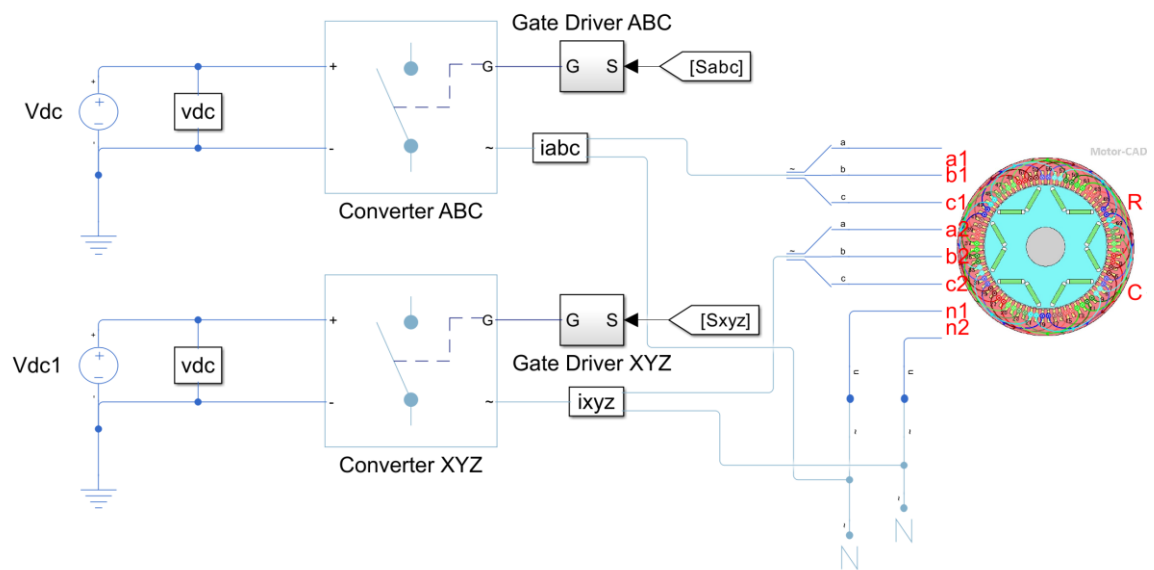 Gate Driver ABC
G
G S
[Sabc]
+
+
Vdc
vdc
-
~
iabc
Converter ABC
Motor-CAD
a
a1
~
b
b1
c
c1
R
a
a2
~
b
b2
c
c2
C
n1
n2
+
+
G
G S
[Sxyz]
Gate Driver XYZ
Vdc1
vdc
-
~
ixyz
Converter XYZ
n
n
~
~
~
~
N
N